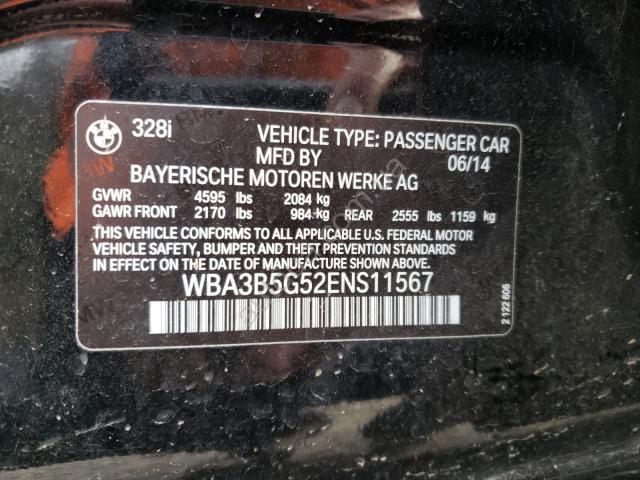 328i
VEHICLE TYPE: PASSENGER CAR
MFD BY 06/14
BAYERISCHE MOTOREN WERKE AG
GVWR 4595 lbs 2084 kg
GAWR FRONT 2170 lbs 984 kg REAR 2555 lbs 1159 kg
THIS VEHICLE CONFORMS TO ALL APPLICABLE U.S. FEDERAL MOTOR
VEHICLE SAFETY, BUMPER AND THEFT PREVENTION STANDARDS
IN EFFECT ON THE DATE OF MANUFACTURE SHOWN ABOVE.
WBA3B5G52ENS11567
2 122 606